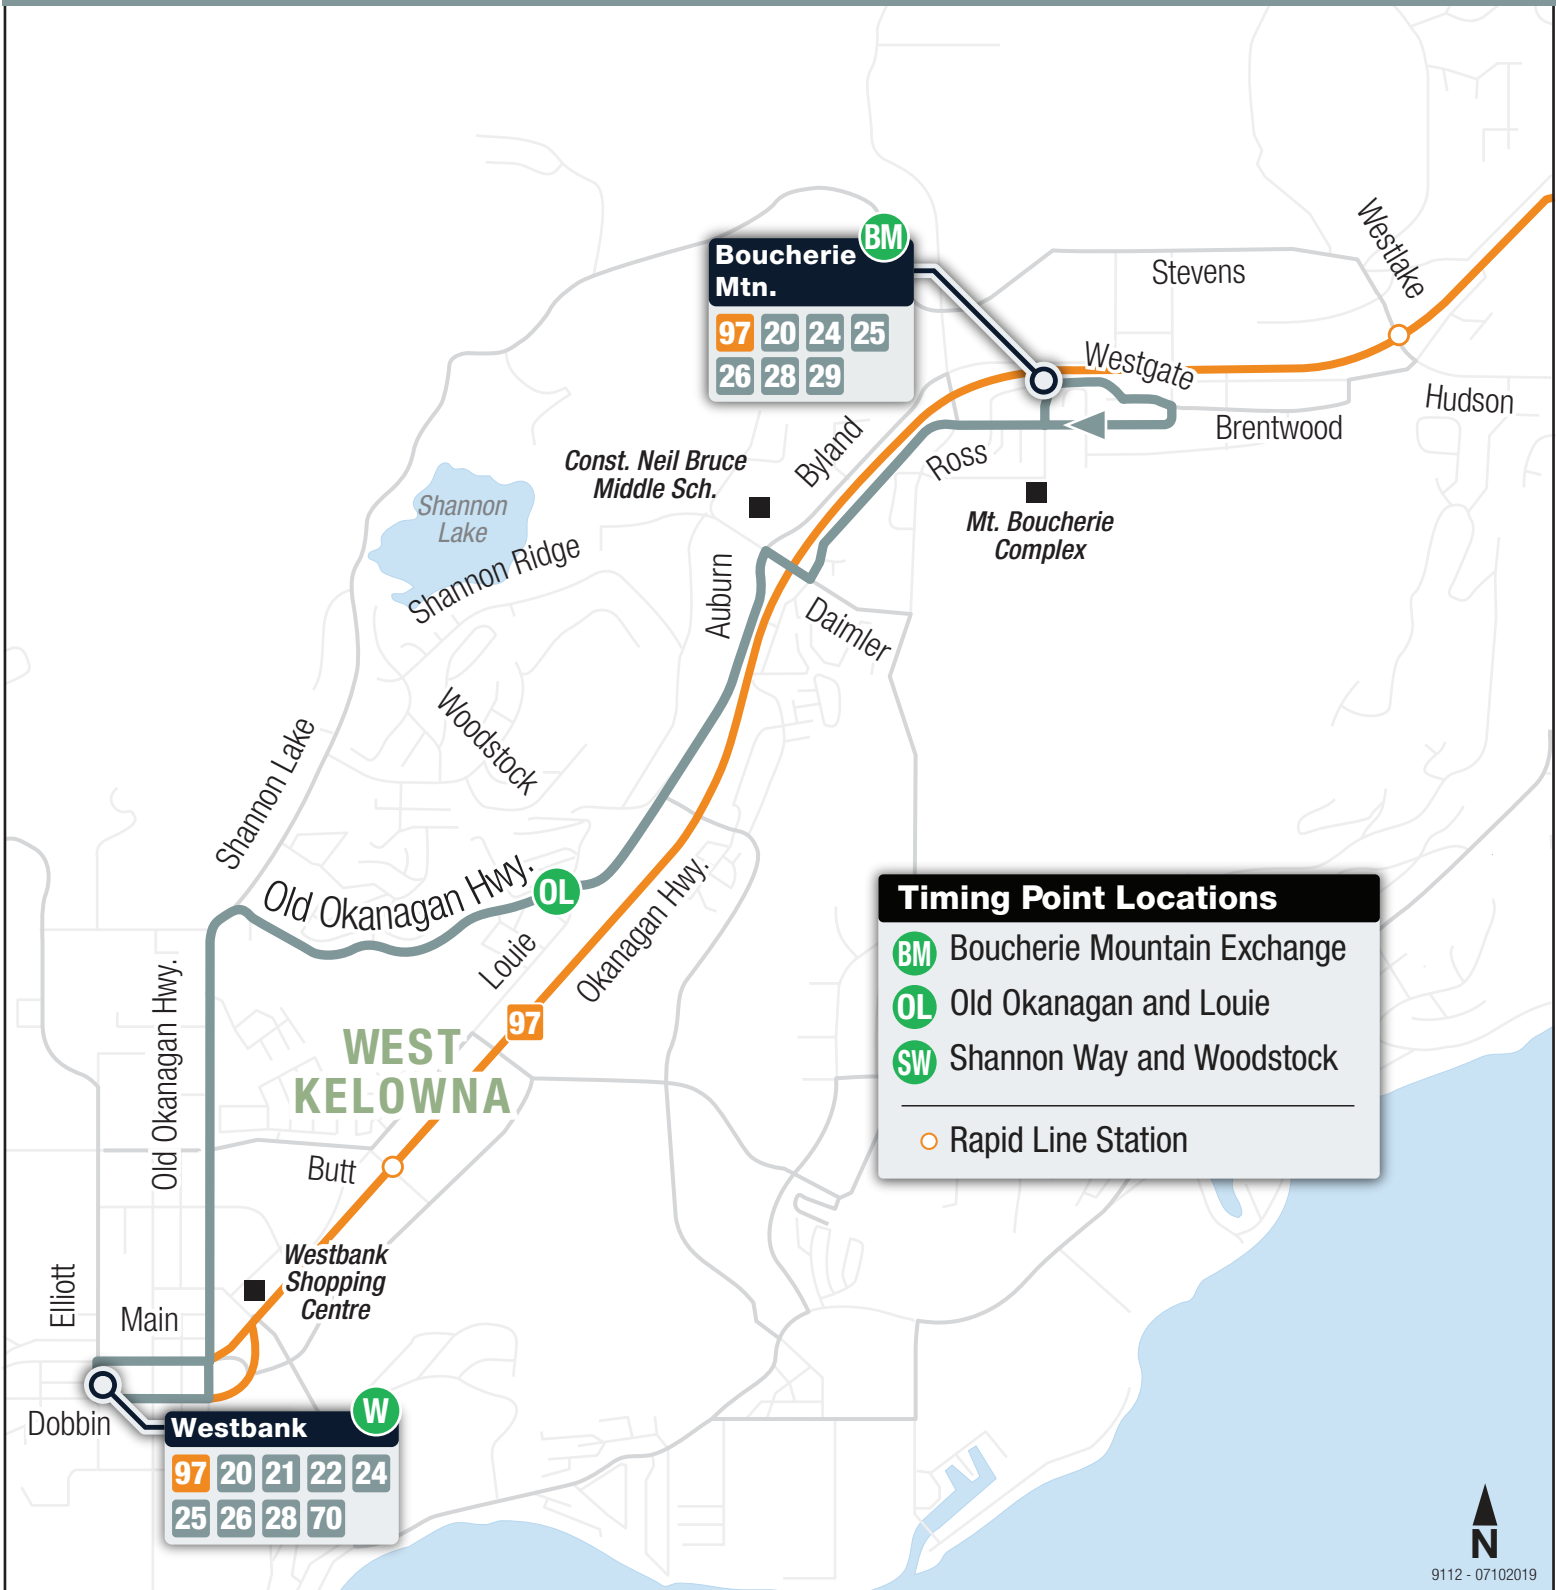 BM
Boucherie
Mtn.
97 20 24 25
26 28 29
Westlake
Stevens
Westgate
Hudson
Brentwood
Byland
Ross
Const. Neil Bruce
Middle Sch.
Mt. Boucherie
Complex
Shannon
Lake
Shannon Ridge
Auburn
Daimler
Woodstock
Shannon Lake
Old Okanagan Hwy.
OL
Louie
Okanagan Hwy.
97
Old Okanagan Hwy.
WEST
KELOWNA
Butt
Timing Point Locations
BM Boucherie Mountain Exchange
OL Old Okanagan and Louie
SW Shannon Way and Woodstock
Rapid Line Station
Westbank
Shopping
Centre
Elliott
Main
Dobbin
W
Westbank
97 20 21 22 24
25 26 28 70
N
9112 - 07102019